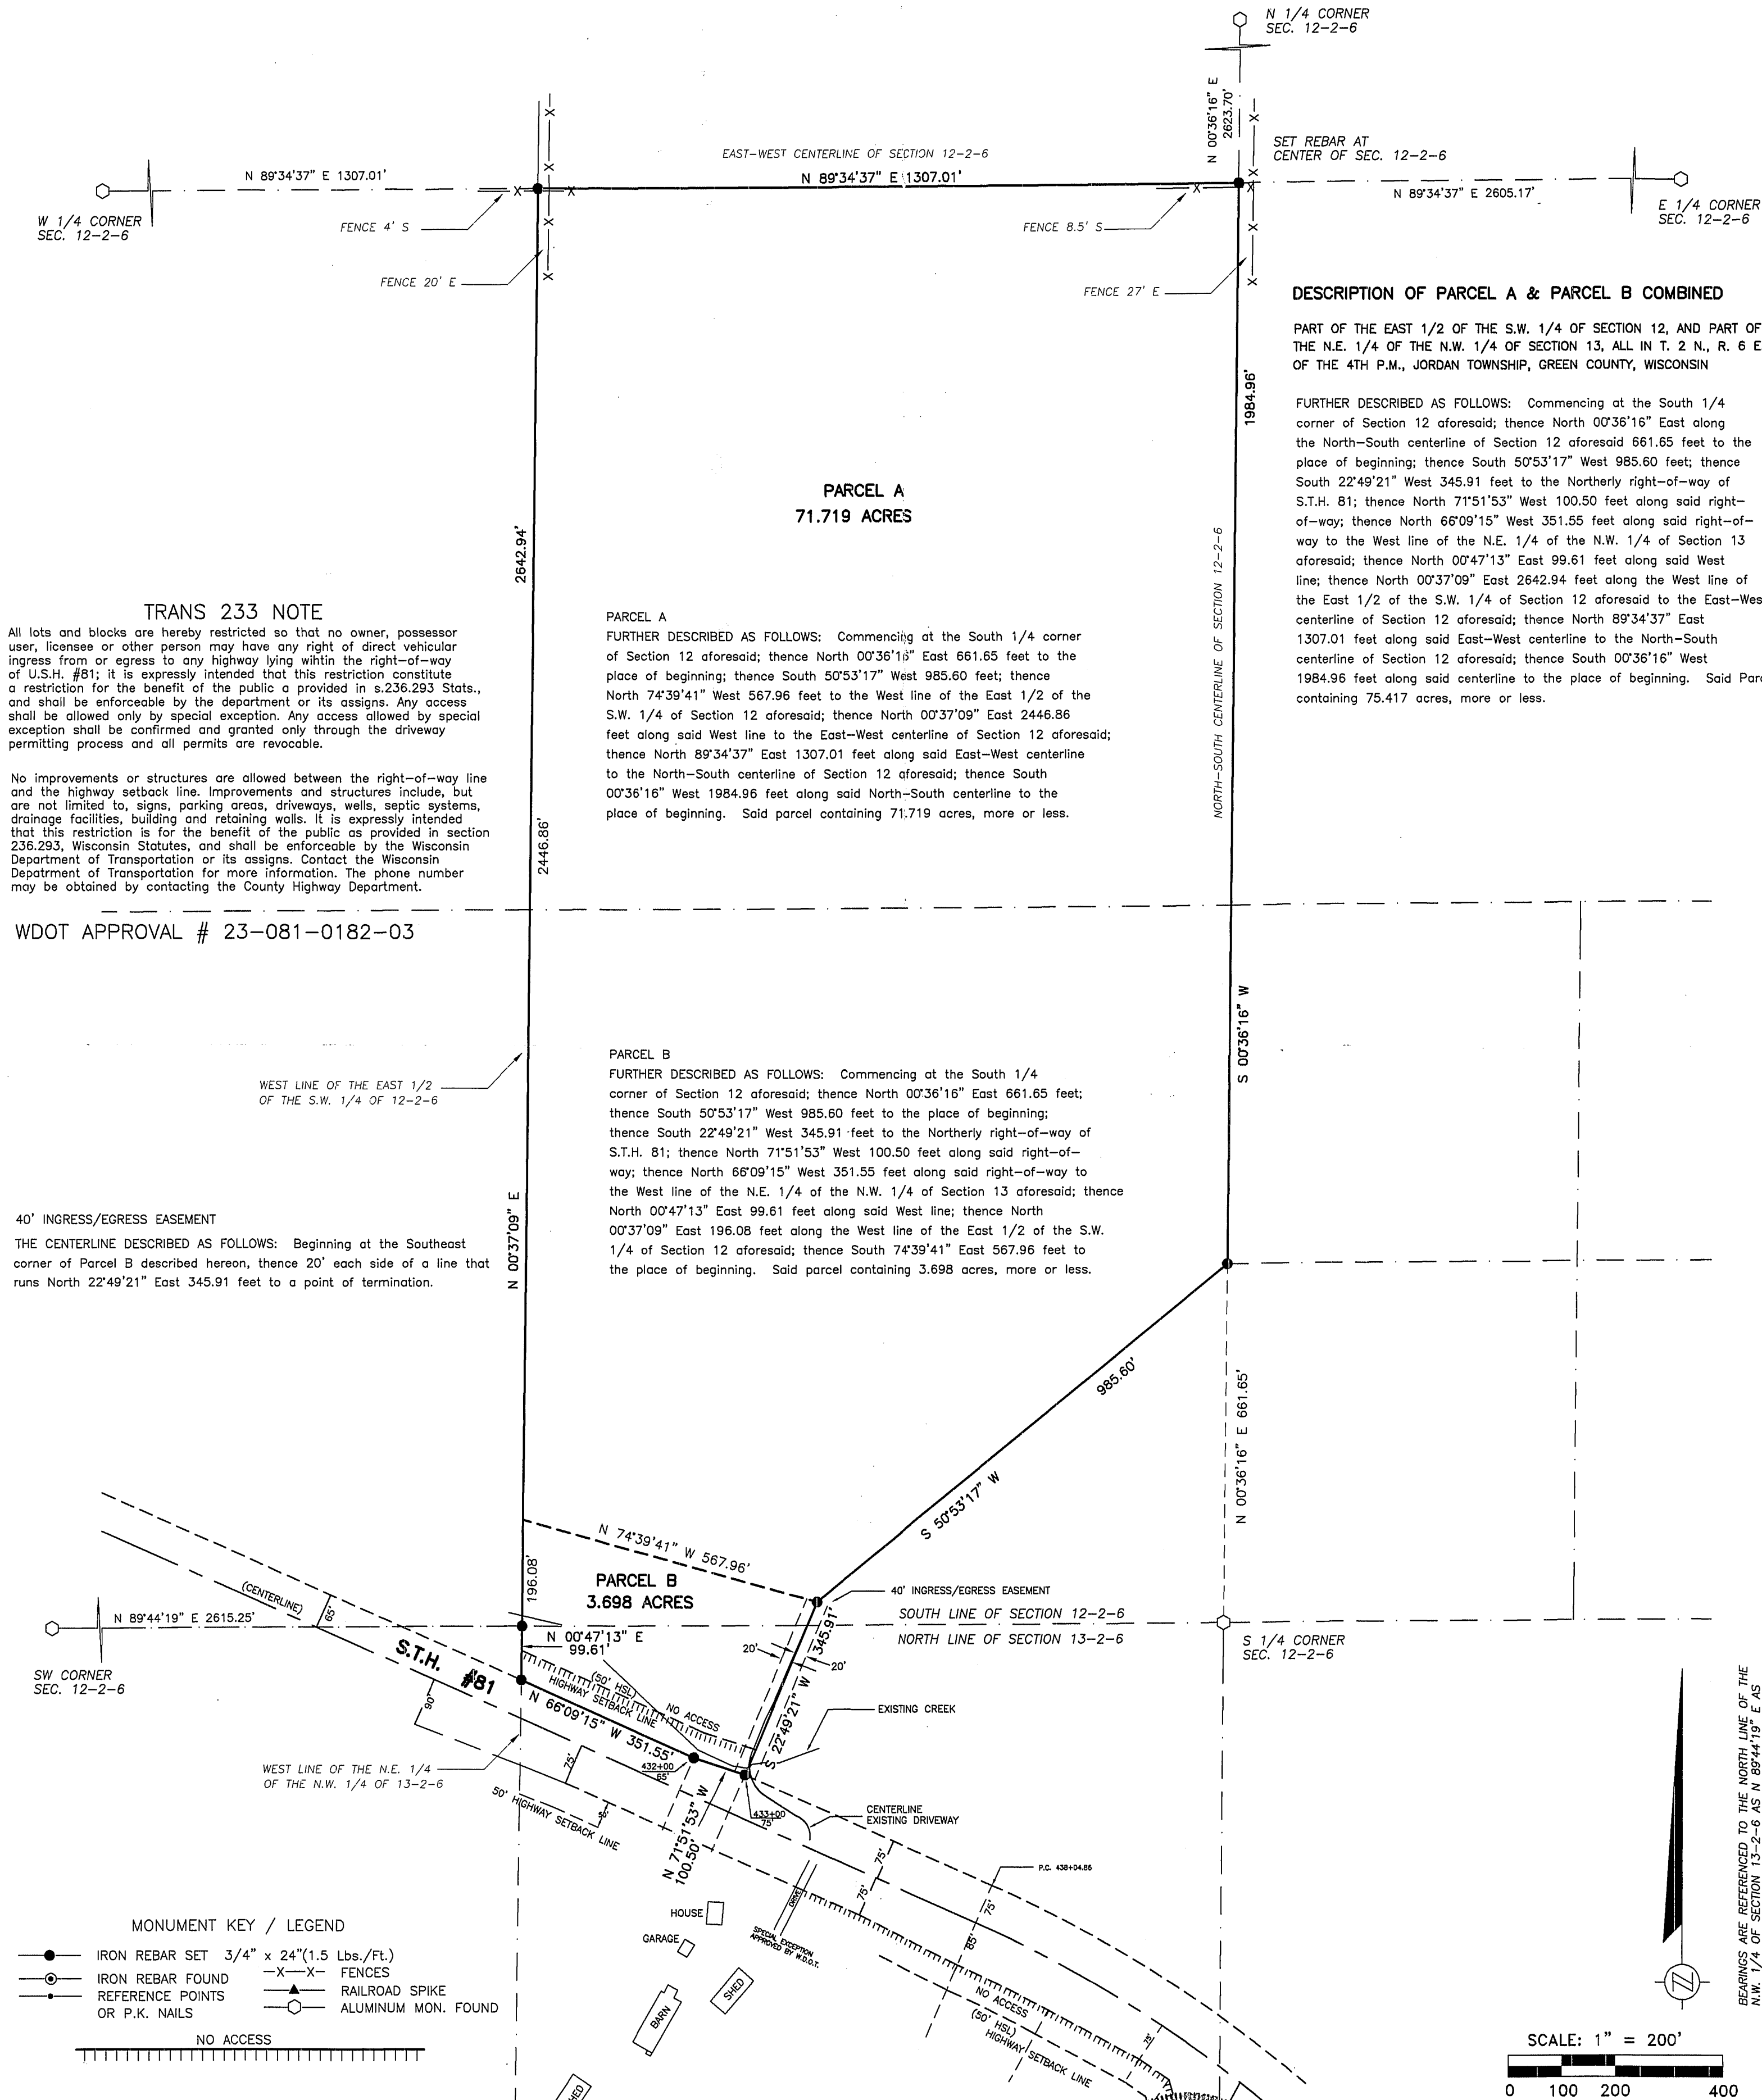 N 1/4 CORNER
SEC. 12-2-6
N 00°36'16" E
2623.70'
SET REBAR AT
CENTER OF SEC. 12-2-6
EAST-WEST CENTERLINE OF SECTION 12-2-6
N 89°34'37" E 1307.01'
N 89°34'37" E 1307.01'
N 89°34'37" E 2605.17'
W 1/4 CORNER
SEC. 12-2-6
E 1/4 CORNER
SEC. 12-2-6
FENCE 4' S
FENCE 8.5' S
FENCE 20' E
FENCE 27' E
DESCRIPTION OF PARCEL A & PARCEL B COMBINED
PART OF THE EAST 1/2 OF THE S.W. 1/4 OF SECTION 12, AND PART OF
THE N.E. 1/4 OF THE N.W. 1/4 OF SECTION 13, ALL IN T. 2 N., R. 6 E
OF THE 4TH P.M., JORDAN TOWNSHIP, GREEN COUNTY, WISCONSIN
FURTHER DESCRIBED AS FOLLOWS: Commencing at the South 1/4
corner of Section 12 aforesaid; thence North 00°36'16" East along
the North-South centerline of Section 12 aforesaid 661.65 feet to the
place of beginning; thence South 50°53'17" West 985.60 feet; thence
South 22°49'21" West 345.91 feet to the Northerly right-of-way of
S.T.H. 81; thence North 71°51'53" West 100.50 feet along said right-
of-way; thence North 66°09'15" West 351.55 feet along said right-of-
way to the West line of the N.E. 1/4 of the N.W. 1/4 of Section 13
aforesaid; thence North 00°47'13" East 99.61 feet along said West
line; thence North 00°37'09" East 2642.94 feet along the West line of
the East 1/2 of the S.W. 1/4 of Section 12 aforesaid to the East-Wes
centerline of Section 12 aforesaid; thence North 89°34'37" East
1307.01 feet along said East-West centerline to the North-South
centerline of Section 12 aforesaid; thence South 00°36'16" West
1984.96 feet along said centerline to the place of beginning. Said Parc
containing 75.417 acres, more or less.
1984.96'
PARCEL A
71.719 ACRES
2642.94'
NORTH-SOUTH CENTERLINE OF SECTION 12-2-6
TRANS 233 NOTE
All lots and blocks are hereby restricted so that no owner, possessor
user, licensee or other person may have any right of direct vehicular
ingress from or egress to any highway lying wihtin the right-of-way
of U.S.H. #81; it is expressly intended that this restriction constitute
a restriction for the benefit of the public a provided in s.236.293 Stats.,
and shall be enforceable by the department or its assigns. Any access
shall be allowed only by special exception. Any access allowed by special
exception shall be confirmed and granted only through the driveway
permitting process and all permits are revocable.
No improvements or structures are allowed between the right-of-way line
and the highway setback line. Improvements and structures include, but
are not limited to, signs, parking areas, driveways, wells, septic systems,
drainage facilities, building and retaining walls. It is expressly intended
that this restriction is for the benefit of the public as provided in section
236.293, Wisconsin Statutes, and shall be enforceable by the Wisconsin
Department of Transportation or its assigns. Contact the Wisconsin
Depatrment of Transportation for more information. The phone number
may be obtained by contacting the County Highway Department.
WDOT APPROVAL # 23-081-0182-03
PARCEL A
FURTHER DESCRIBED AS FOLLOWS: Commencing at the South 1/4 corner
of Section 12 aforesaid; thence North 00°36'16" East 661.65 feet to the
place of beginning; thence South 50°53'17" West 985.60 feet; thence
North 74°39'41" West 567.96 feet to the West line of the East 1/2 of the
S.W. 1/4 of Section 12 aforesaid; thence North 00°37'09" East 2446.86
feet along said West line to the East-West centerline of Section 12 aforesaid;
thence North 89°34'37" East 1307.01 feet along said East-West centerline
to the North-South centerline of Section 12 aforesaid; thence South
00°36'16" West 1984.96 feet along said North-South centerline to the
place of beginning. Said parcel containing 71.719 acres, more or less.
2446.86'
S 00°36'16" W
PARCEL B
FURTHER DESCRIBED AS FOLLOWS: Commencing at the South 1/4
corner of Section 12 aforesaid; thence North 00°36'16" East 661.65 feet;
thence South 50°53'17" West 985.60 feet to the place of beginning;
thence South 22°49'21" West 345.91 feet to the Northerly right-of-way of
S.T.H. 81; thence North 71°51'53" West 100.50 feet along said right-of-
way; thence North 66°09'15" West 351.55 feet along said right-of-way to
the West line of the N.E. 1/4 of the N.W. 1/4 of Section 13 aforesaid; thence
North 00°47'13" East 99.61 feet along said West line; thence North
00°37'09" East 196.08 feet along the West line of the East 1/2 of the S.W.
1/4 of Section 12 aforesaid; thence South 74°39'41" East 567.96 feet to
the place of beginning. Said parcel containing 3.698 acres, more or less.
WEST LINE OF THE EAST 1/2
OF THE S.W. 1/4 OF 12-2-6
N 00°37'09" E
40' INGRESS/EGRESS EASEMENT
THE CENTERLINE DESCRIBED AS FOLLOWS: Beginning at the Southeast
corner of Parcel B described hereon, thence 20' each side of a line that
runs North 22°49'21" East 345.91 feet to a point of termination.
985.60'
S 50°53'17" W
N 00°36'16" E 661.65'
N 74°39'41" W 567.96'
196.08'
PARCEL B
3.698 ACRES
40' INGRESS/EGRESS EASEMENT
SOUTH LINE OF SECTION 12-2-6
NORTH LINE OF SECTION 13-2-6
S 1/4 CORNER
SEC. 12-2-6
(CENTERLINE)
65'
N 89°44'19" E 2615.25'
SW CORNER
SEC. 12-2-6
S.T.H. #81
N 00°47'13" E
99.61'
20'
20'
345.91'
S 22°49'21" W
(50' HSL)
HIGHWAY SETBACK LINE
NO ACCESS
N 66°09'15" W 351.55'
EXISTING CREEK
90'
75'
432+00
65'
433+00
75'
WEST LINE OF THE N.E. 1/4
OF THE N.W. 1/4 OF 13-2-6
50' HIGHWAY SETBACK LINE
50'
N 71°51'53" W
100.50'
CENTERLINE
EXISTING DRIVEWAY
75'
75'
P.C. 438+04.86
75'
85'
HOUSE
GARAGE
DRIVE
SPECIAL EXCEPTION
APPROVED BY W.D.O.T.
SHED
BARN
SHED
NO ACCESS
(50' HSL)
HIGHWAY SETBACK LINE
MONUMENT KEY / LEGEND
IRON REBAR SET 3/4" x 24"(1.5 Lbs./Ft.)
IRON REBAR FOUND
-X-X- FENCES
REFERENCE POINTS
OR P.K. NAILS
RAILROAD SPIKE
ALUMINUM MON. FOUND
NO ACCESS
BEARINGS ARE REFERENCED TO THE NORTH LINE OF THE
N.W. 1/4 OF SECTION 13-2-6 AS N 89°44'19" E AS
N
SCALE: 1" = 200'
0 100 200 400